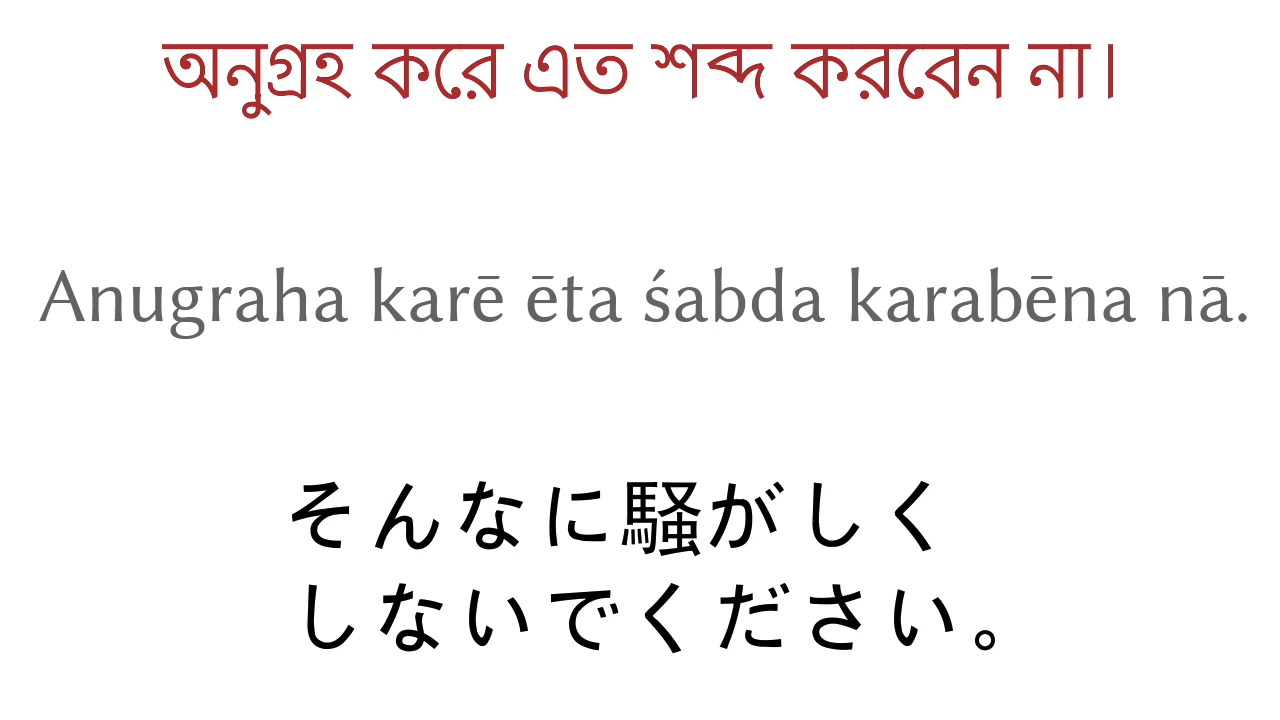 অনুগ্রহ করে এত শব্দ করবেন না।
Anugraha karē ēta śabda karabēna nā.
そんなに騒がしく
しないでください。